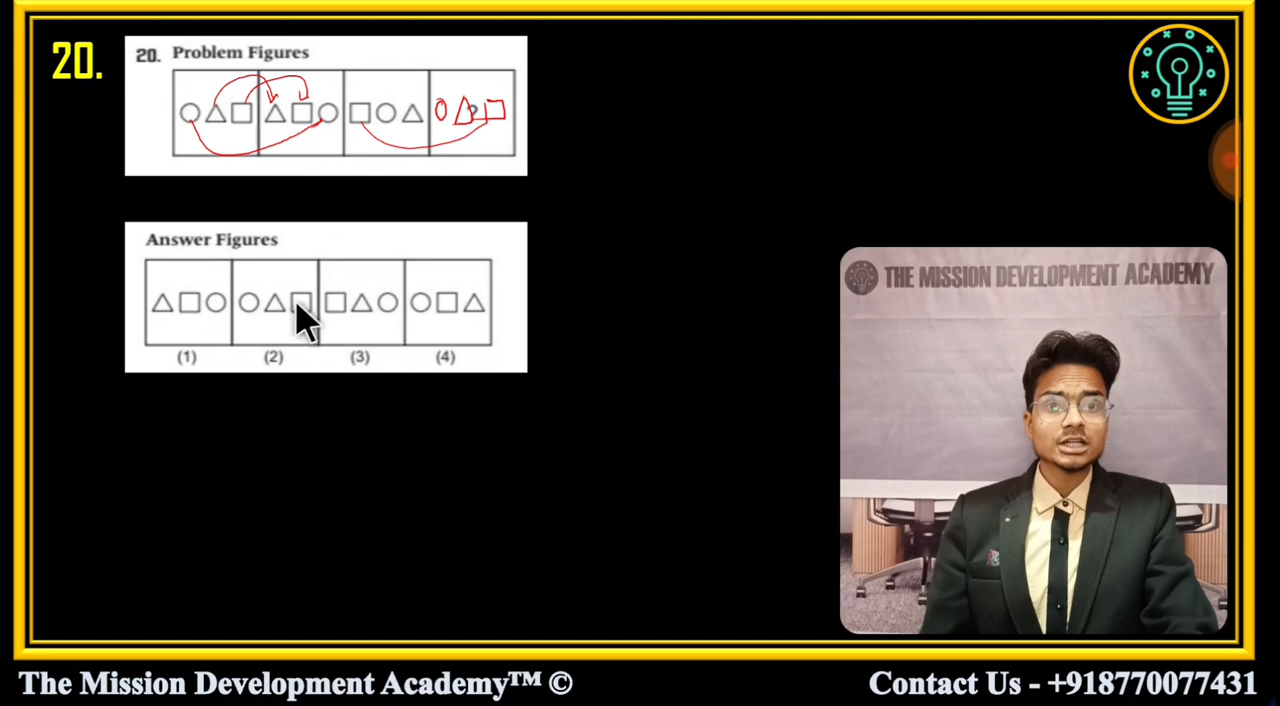 20.
20. Problem Figures
?
Answer Figures
(1) (2) (3) (4)
THE MISSION DEVELOPMENT ACADEMY
The Mission Development Academy™ ©
Contact Us - +918770077431